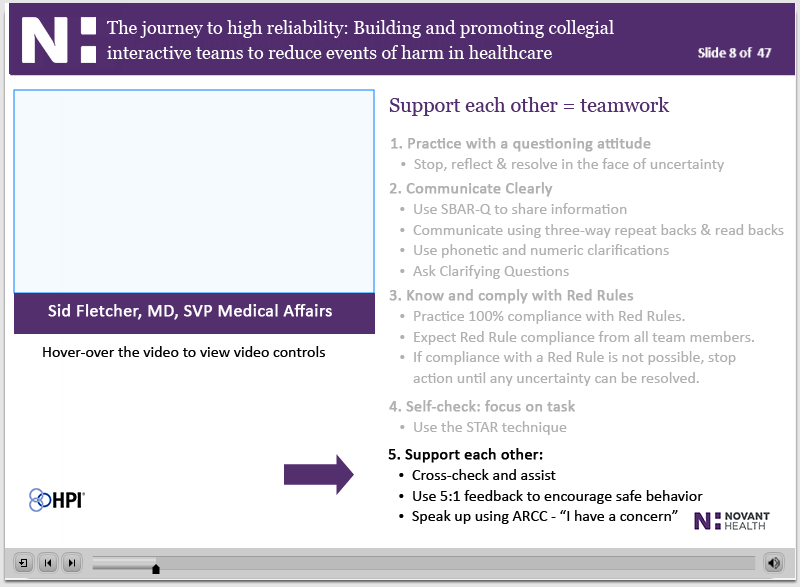 N:
The journey to high reliability: Building and promoting collegial
interactive teams to reduce events of harm in healthcare
Slide 8 of 47
Support each other = teamwork
1. Practice with a questioning attitude
• Stop, reflect & resolve in the face of uncertainty
2. Communicate Clearly
• Use SBAR-Q to share information
• Communicate using three-way repeat backs & read backs
• Use phonetic and numeric clarifications
• Ask Clarifying Questions
3. Know and comply with Red Rules
• Practice 100% compliance with Red Rules.
• Expect Red Rule compliance from all team members.
• If compliance with a Red Rule is not possible, stop
action until any uncertainty can be resolved.
4. Self-check: focus on task
• Use the STAR technique
5. Support each other:
• Cross-check and assist
• Use 5:1 feedback to encourage safe behavior
• Speak up using ARCC - “I have a concern”
Sid Fletcher, MD, SVP Medical Affairs
Hover-over the video to view video controls
HPI
N: NOVANT
HEALTH